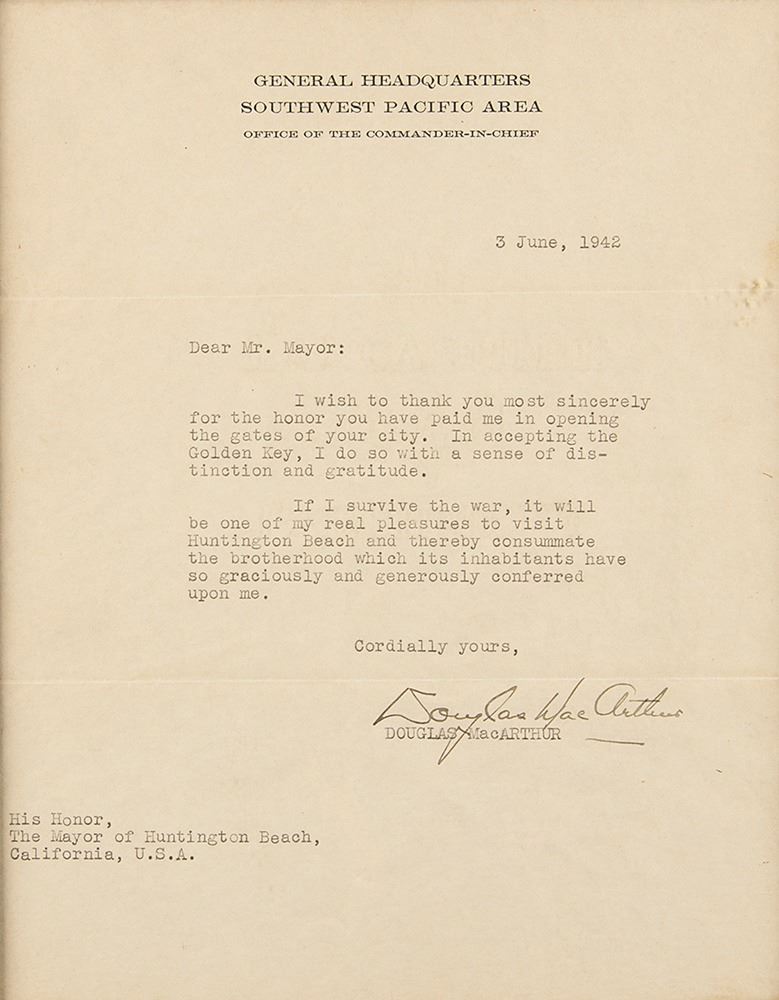 GENERAL HEADQUARTERS
SOUTHWEST PACIFIC AREA
OFFICE OF THE COMMANDER-IN-CHIEF
3 June, 1942
Dear Mr. Mayor:
I wish to thank you most sincerely
for the honor you have paid me in opening
the gates of your city. In accepting the
Golden Key, I do so with a sense of dis-
tinction and gratitude.
If I survive the war, it will
be one of my real pleasures to visit
Huntington Beach and thereby consummate
the brotherhood which its inhabitants have
so graciously and generously conferred
upon me.
Cordially yours,
Douglas MacArthur
DOUGLAS MacARTHUR
His Honor,
The Mayor of Huntington Beach,
California, U.S.A.